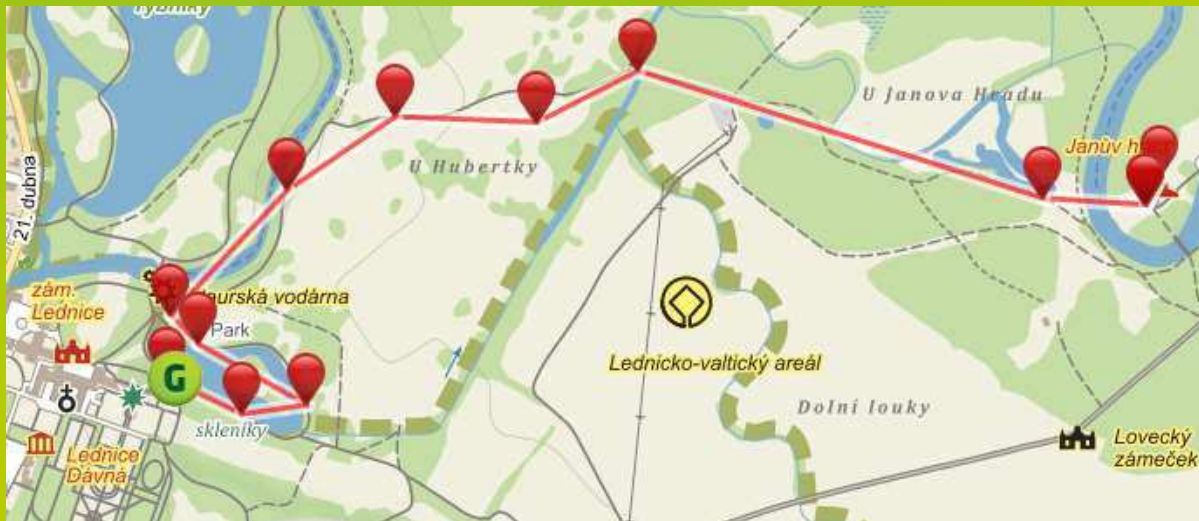 21. dubna
U Hubertky
U Janova Hradu
Janův
zám.
Lednice
vodárna
Park
G
Lednicko-valtický areál
Dolní louky
skleníky
Lednice
Dávná
Lovecký
zámeček